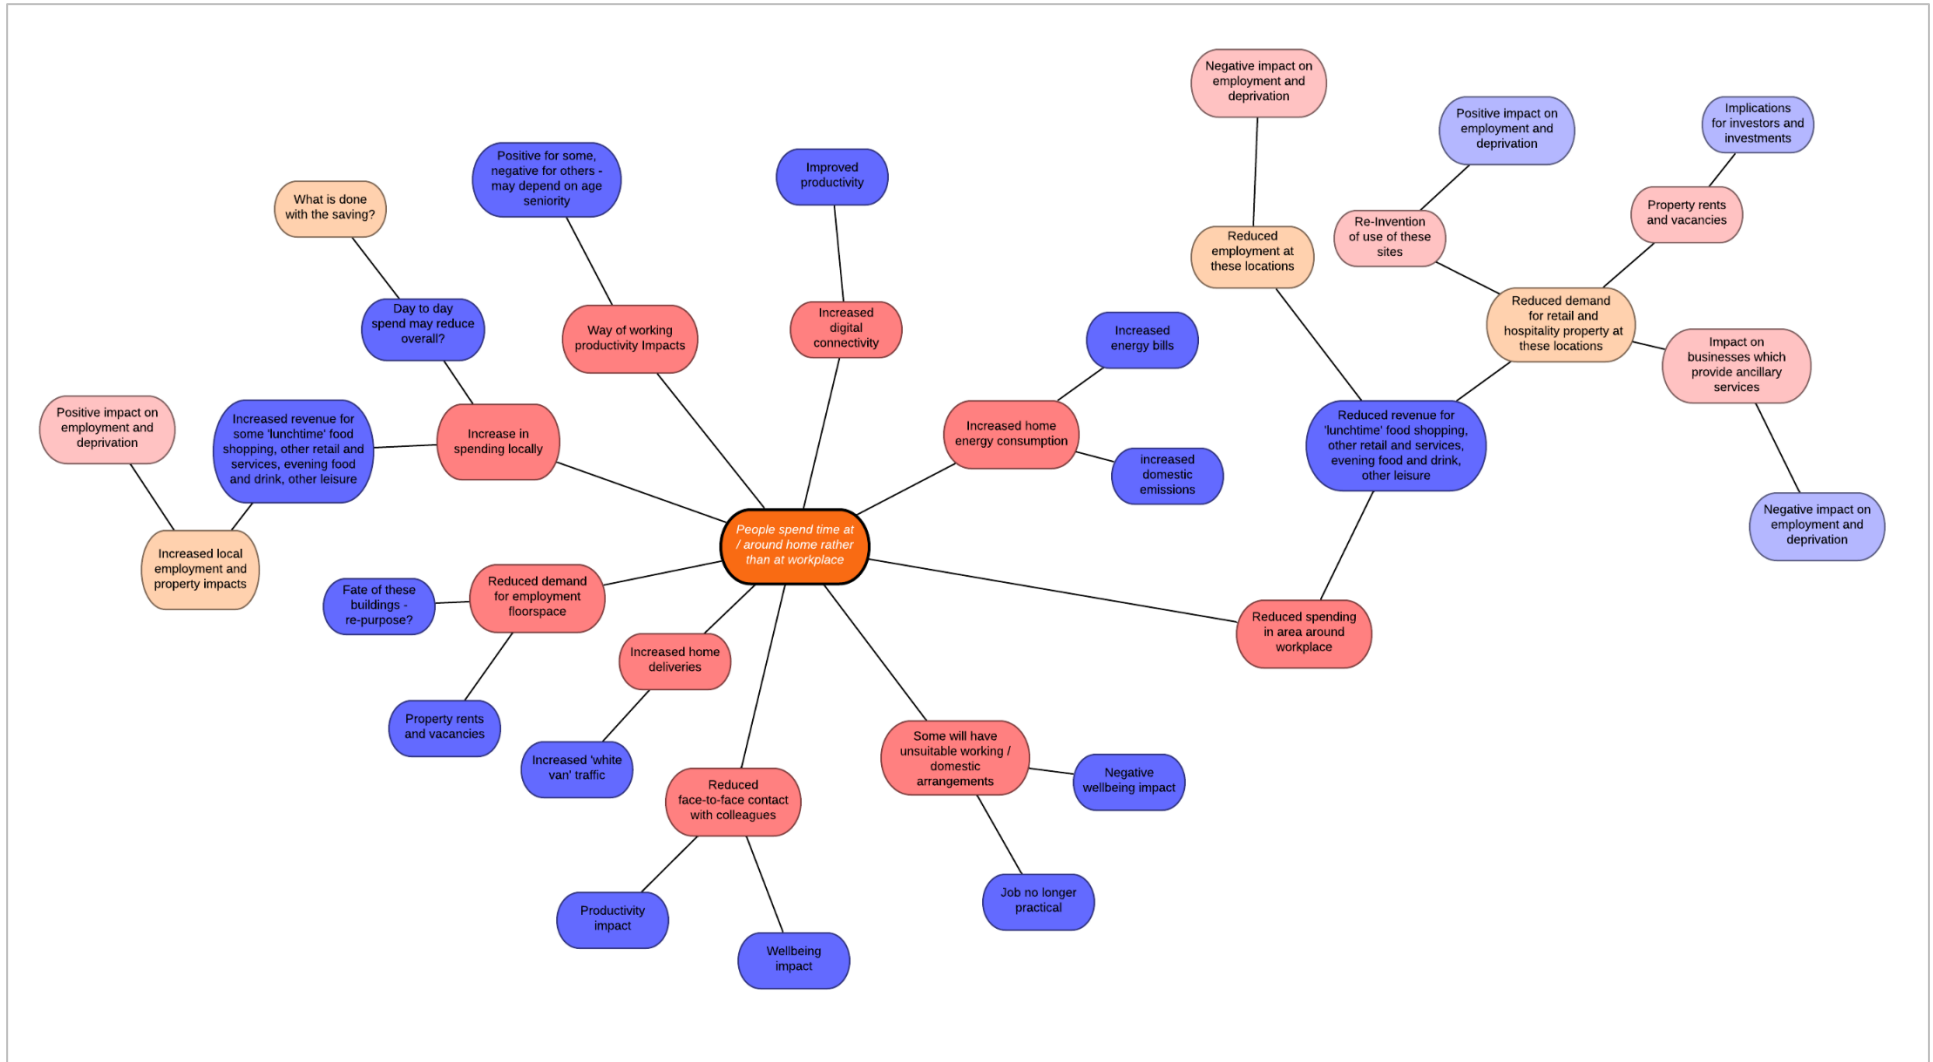 Negative impact on
employment and
deprivation
Positive impact on
employment and
deprivation
Implications
for investors and
investments
Positive for some,
negative for others -
may depend on age
seniority
Improved
productivity
What is done
with the saving?
Property rents
and vacancies
Re-Invention
of use of these
sites
Reduced
employment at
these locations
Day to day
spend may reduce
overall?
Way of working
productivity Impacts
Increased
digital
connectivity
Increased
energy bills
Reduced demand
for retail and
hospitality property at
these locations
Impact on
businesses which
provide ancillary
services
Positive impact on
employment and
deprivation
Increased revenue for
some 'lunchtime' food
shopping, other retail and
services, evening food
and drink, other leisure
Increase in
spending locally
Increased home
energy consumption
increased
domestic
emissions
Reduced revenue for
'lunchtime' food shopping,
other retail and services,
evening food and drink,
other leisure
Negative impact on
employment and
deprivation
People spend time at
/ around home rather
than at workplace
Increased local
employment and
property impacts
Fate of these
buildings -
re-purpose?
Reduced demand
for employment
floorspace
Increased home
deliveries
Reduced spending
in area around
workplace
Property rents
and vacancies
Increased 'white
van' traffic
Reduced
face-to-face contact
with colleagues
Some will have
unsuitable working /
domestic
arrangements
Negative
wellbeing impact
Productivity
impact
Wellbeing
impact
Job no longer
practical